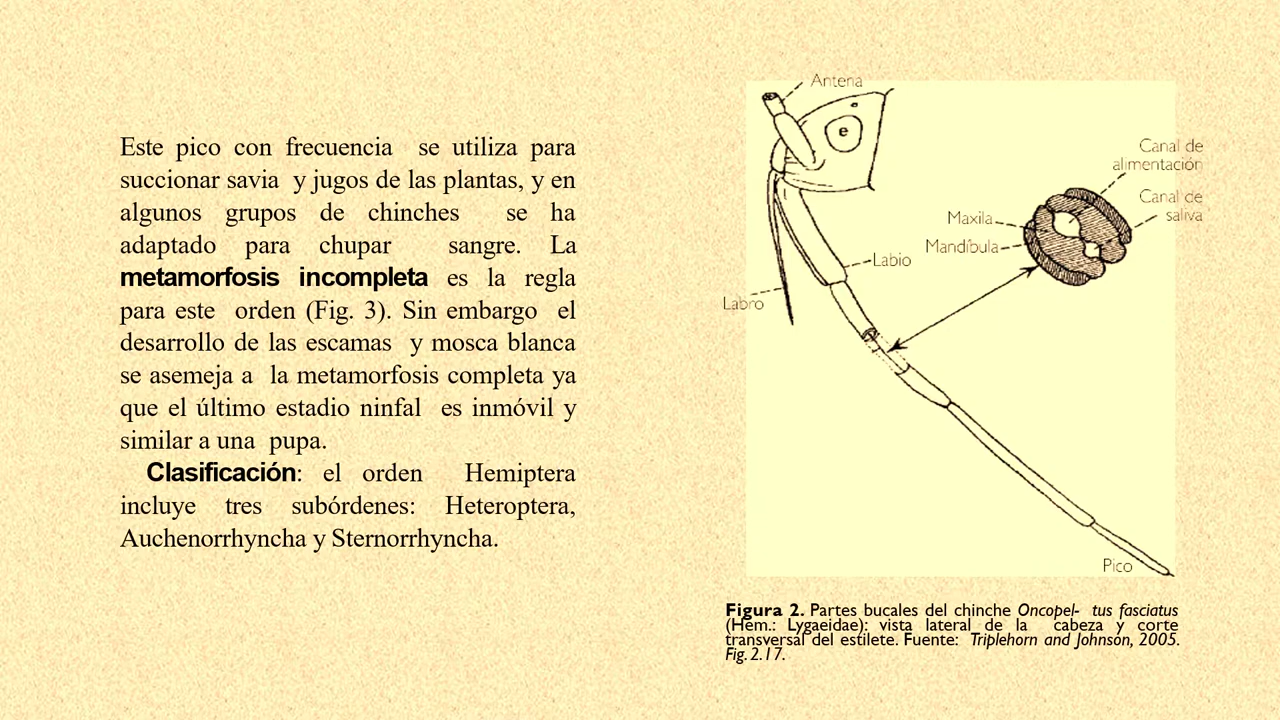 Este pico con frecuencia se utiliza para
succionar savia y jugos de las plantas, y en
algunos grupos de chinches se ha
adaptado para chupar sangre. La
metamorfosis incompleta es la regla
para este orden (Fig. 3). Sin embargo el
desarrollo de las escamas y mosca blanca
se asemeja a la metamorfosis completa ya
que el último estadio ninfal es inmóvil y
similar a una pupa.
Clasificación: el orden Hemiptera
incluye tres subórdenes: Heteroptera,
Auchenorrhyncha y Sternorrhyncha.
Antena
e
Canal de
alimentación
Canal de
saliva
Maxila
Mandíbula
Labio
Labro
Pico
Figura 2. Partes bucales del chinche Oncopel- tus fasciatus
(Hem.: Lygaeidae): vista lateral de la cabeza y corte
transversal del estilete. Fuente: Triplehorn and Johnson, 2005.
Fig. 2.17.